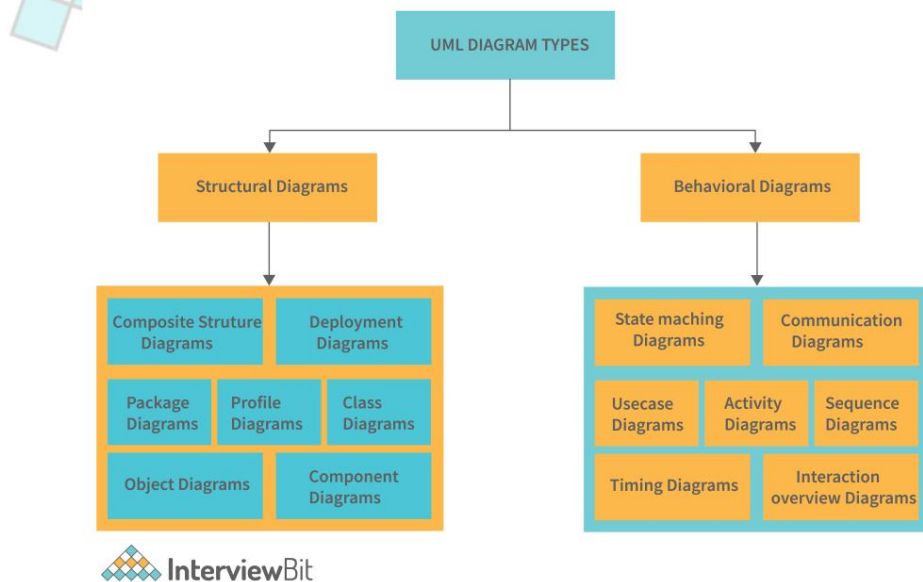 UML DIAGRAM TYPES
Structural Diagrams
Behavioral Diagrams
Composite Struture
Diagrams
Deployment
Diagrams
Package
Diagrams
Profile
Diagrams
Class
Diagrams
Object Diagrams
Component
Diagrams
State maching
Diagrams
Communication
Diagrams
Usecase
Diagrams
Activity
Diagrams
Sequence
Diagrams
Timing Diagrams
Interaction
overview Diagrams
InterviewBit